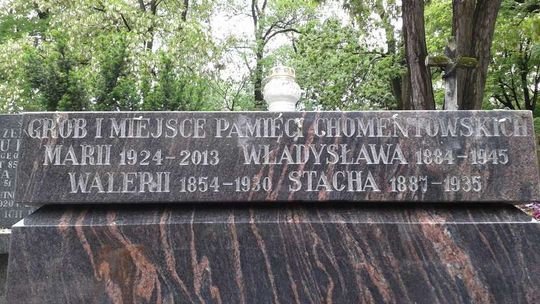 GRÓB I MIEJSCE PAMIĘCI CHOMENTOWSKICH
MARII 1924-2013 WŁADYSŁAWA 1884-1945
WALERII 1854-1930 STACHA 1887-1935